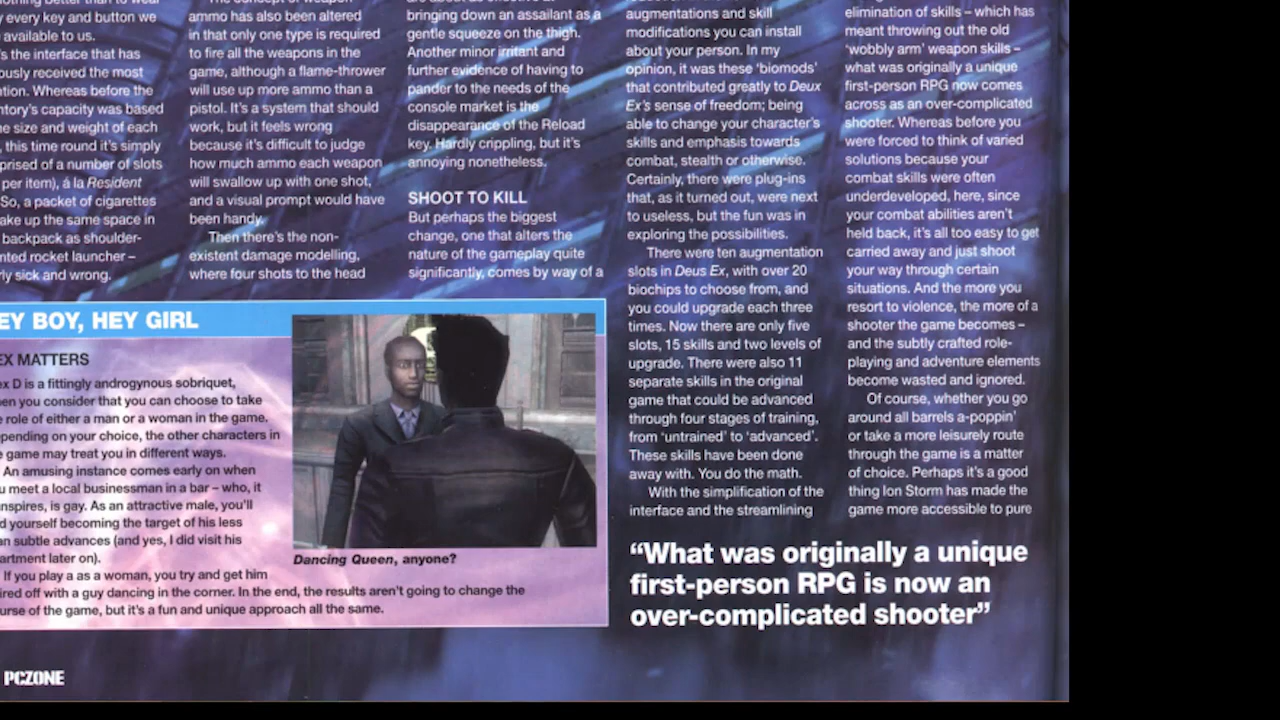 y every key and button we
available to us.
's the interface that has
ously received the most
tion. Whereas before the
ntory's capacity was based
e size and weight of each
, this time round it's simply
prised of a number of slots
per item), á la Resident
So, a packet of cigarettes
ake up the same space in
backpack as shoulder-
nted rocket launcher –
rly sick and wrong.
ammo has also been altered
in that only one type is required
to fire all the weapons in the
game, although a flame-thrower
will use up more ammo than a
pistol. It's a system that should
work, but it feels wrong
because it's difficult to judge
how much ammo each weapon
will swallow up with one shot,
and a visual prompt would have
been handy.
Then there's the non-
existent damage modelling,
where four shots to the head
bringing down an assailant as a
gentle squeeze on the thigh.
Another minor irritant and
further evidence of having to
pander to the needs of the
console market is the
disappearance of the Reload
key. Hardly crippling, but it's
annoying nonetheless.
SHOOT TO KILL
But perhaps the biggest
change, one that alters the
nature of the gameplay quite
significantly, comes by way of a
augmentations and skill
modifications you can install
about your person. In my
opinion, it was these 'biomods'
that contributed greatly to Deus
Ex's sense of freedom; being
able to change your character's
skills and emphasis towards
combat, stealth or otherwise.
Certainly, there were plug-ins
that, as it turned out, were next
to useless, but the fun was in
exploring the possibilities.
There were ten augmentation
slots in Deus Ex, with over 20
biochips to choose from, and
you could upgrade each three
times. Now there are only five
slots, 15 skills and two levels of
upgrade. There were also 11
separate skills in the original
game that could be advanced
through four stages of training,
from 'untrained' to 'advanced'.
These skills have been done
away with. You do the math.
With the simplification of the
interface and the streamlining
elimination of skills – which has
meant throwing out the old
'wobbly arm' weapon skills –
what was originally a unique
first-person RPG now comes
across as an over-complicated
shooter. Whereas before you
were forced to think of varied
solutions because your
combat skills were often
underdeveloped, here, since
your combat abilities aren't
held back, it's all too easy to get
carried away and just shoot
your way through certain
situations. And the more you
resort to violence, the more of a
shooter the game becomes –
and the subtly crafted role-
playing and adventure elements
become wasted and ignored.
Of course, whether you go
around all barrels a-poppin'
or take a more leisurely route
through the game is a matter
of choice. Perhaps it's a good
thing Ion Storm has made the
game more accessible to pure
"What was originally a unique
first-person RPG is now an
over-complicated shooter"
EY BOY, HEY GIRL
EX MATTERS
ex D is a fittingly androgynous sobriquet,
en you consider that you can choose to take
e role of either a man or a woman in the game.
pending on your choice, the other characters in
e game may treat you in different ways.
An amusing instance comes early on when
u meet a local businessman in a bar – who, it
nspires, is gay. As an attractive male, you'll
d yourself becoming the target of his less
an subtle advances (and yes, I did visit his
artment later on).
If you play a as a woman, you try and get him
ired off with a guy dancing in the corner. In the end, the results aren't going to change the
urse of the game, but it's a fun and unique approach all the same.
Dancing Queen, anyone?
PCZONE